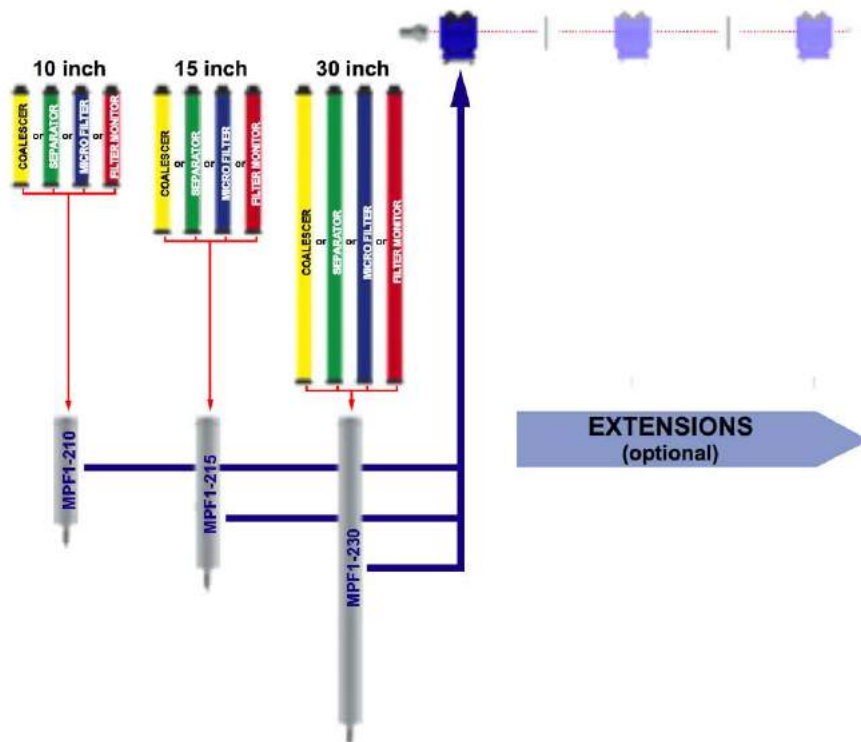 10 inch
15 inch
30 inch
COALESCER or SEPARATOR or MICRO FILTER or FILTER MONITOR
COALESCER or SEPARATOR or MICRO FILTER or FILTER MONITOR
COALESCER or SEPARATOR or MICRO FILTER or FILTER MONITOR
MPF1-210
MPF1-215
MPF1-230
EXTENSIONS
(optional)